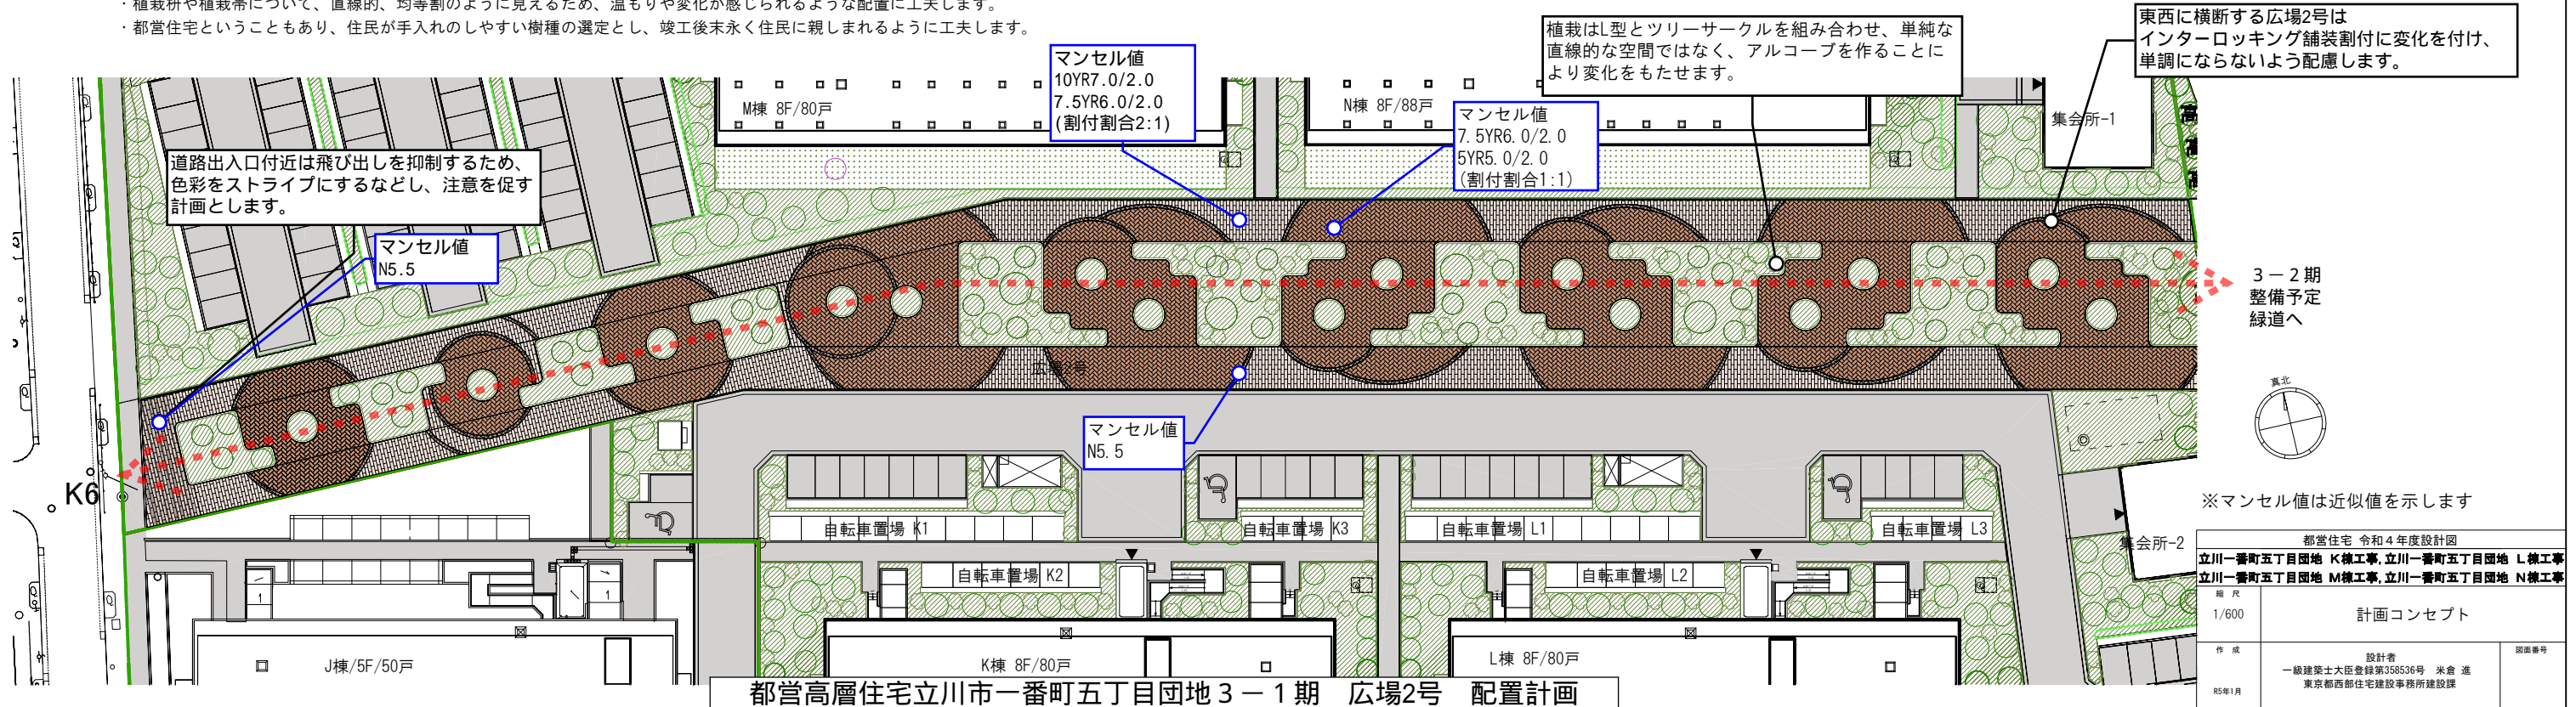 ・植栽枡や植栽帯について、直線的、均等割のように見えるため、温もりや変化が感じられるような配置に工夫します。
・都営住宅ということもあり、住民が手入れのしやすい樹種の選定とし、竣工後末永く住民に親しまれるように工夫します。
植栽はL型とツリーサークルを組み合わせ、単純な
直線的な空間ではなく、アルコーブを作ることに
より変化をもたせます。
東西に横断する広場2号は
インターロッキング舗装割付に変化を付け、
単調にならないよう配慮します。
マンセル値
10YR7.0/2.0
7.5YR6.0/2.0
(割付割合2:1)
マンセル値
7.5YR6.0/2.0
5YR5.0/2.0
(割付割合1:1)
M棟 8F/80戸
N棟 8F/88戸
集会所-1
道路出入口付近は飛び出しを抑制するため、
色彩をストライプにするなどし、注意を促す
計画とします。
マンセル値
N5.5
3－2期
整備予定
緑道へ
広場2号
真北
マンセル値
N5.5
K6
※マンセル値は近似値を示します
自転車置場 K1
自転車置場 K3
自転車置場 L1
自転車置場 L3
自転車置場 K2
自転車置場 L2
集会所-2
J棟/5F/50戸
K棟 8F/80戸
L棟 8F/80戸
都営高層住宅立川市一番町五丁目団地３－１期　広場2号　配置計画
都営住宅 令和４年度設計図
立川一番町五丁目団地 K棟工事,立川一番町五丁目団地 L棟工事
立川一番町五丁目団地 M棟工事,立川一番町五丁目団地 N棟工事
縮 尺
1/600
計画コンセプト
作 成
R5年1月
設計者
一級建築士大臣登録第358536号　米倉 進
東京都西部住宅建設事務所建設課
図面番号